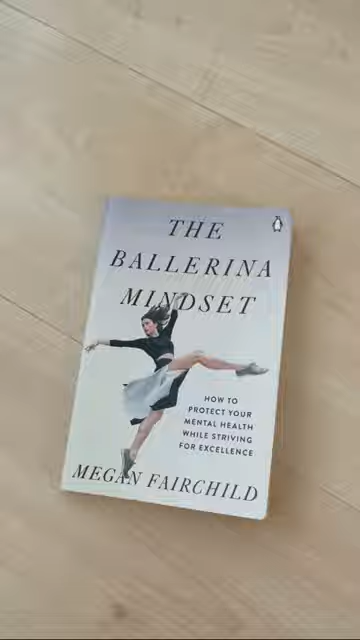 THE
BALLERINA
MINDSET
HOW TO
PROTECT YOUR
MENTAL HEALTH
WHILE STRIVING
FOR EXCELLENCE
MEGAN FAIRCHILD